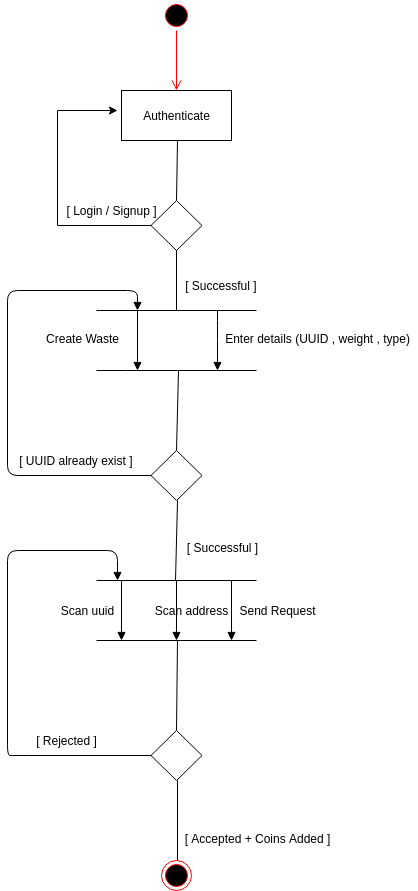 Authenticate
[ Login / Signup ]
[ Successful ]
Create Waste
Enter details (UUID , weight , type)
[ UUID already exist ]
[ Successful ]
Scan uuid
Scan address
Send Request
[ Rejected ]
[ Accepted + Coins Added ]